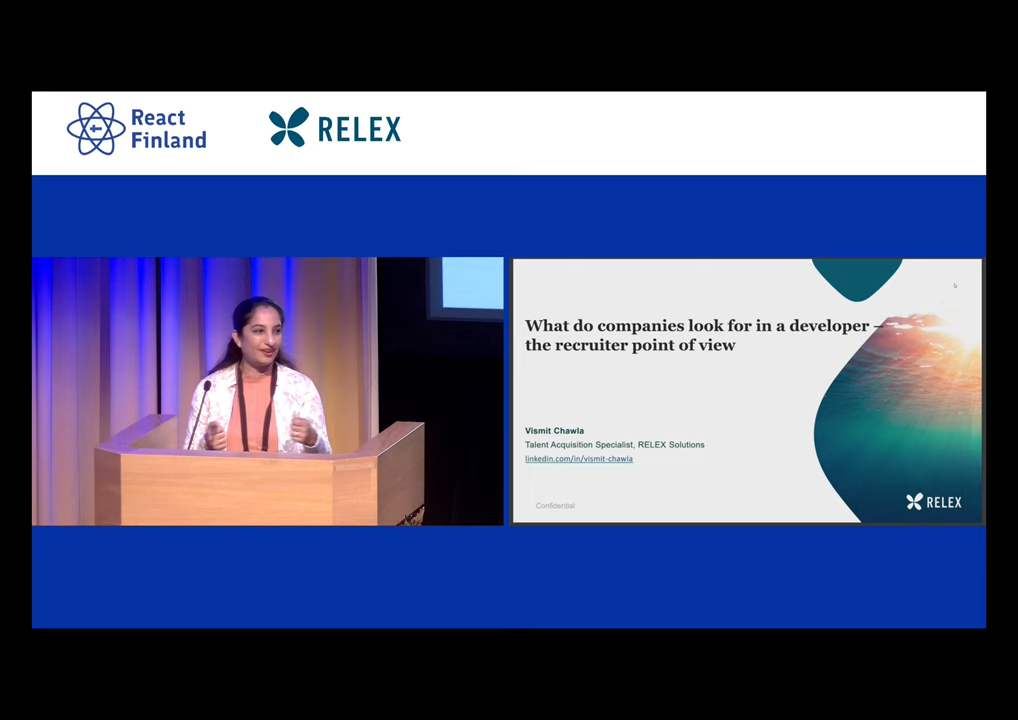 React
Finland
RELEX
What do companies look for in a developer –
the recruiter point of view
Vismit Chawla
Talent Acquisition Specialist, RELEX Solutions
linkedin.com/in/vismit-chawla
Confidential
RELEX